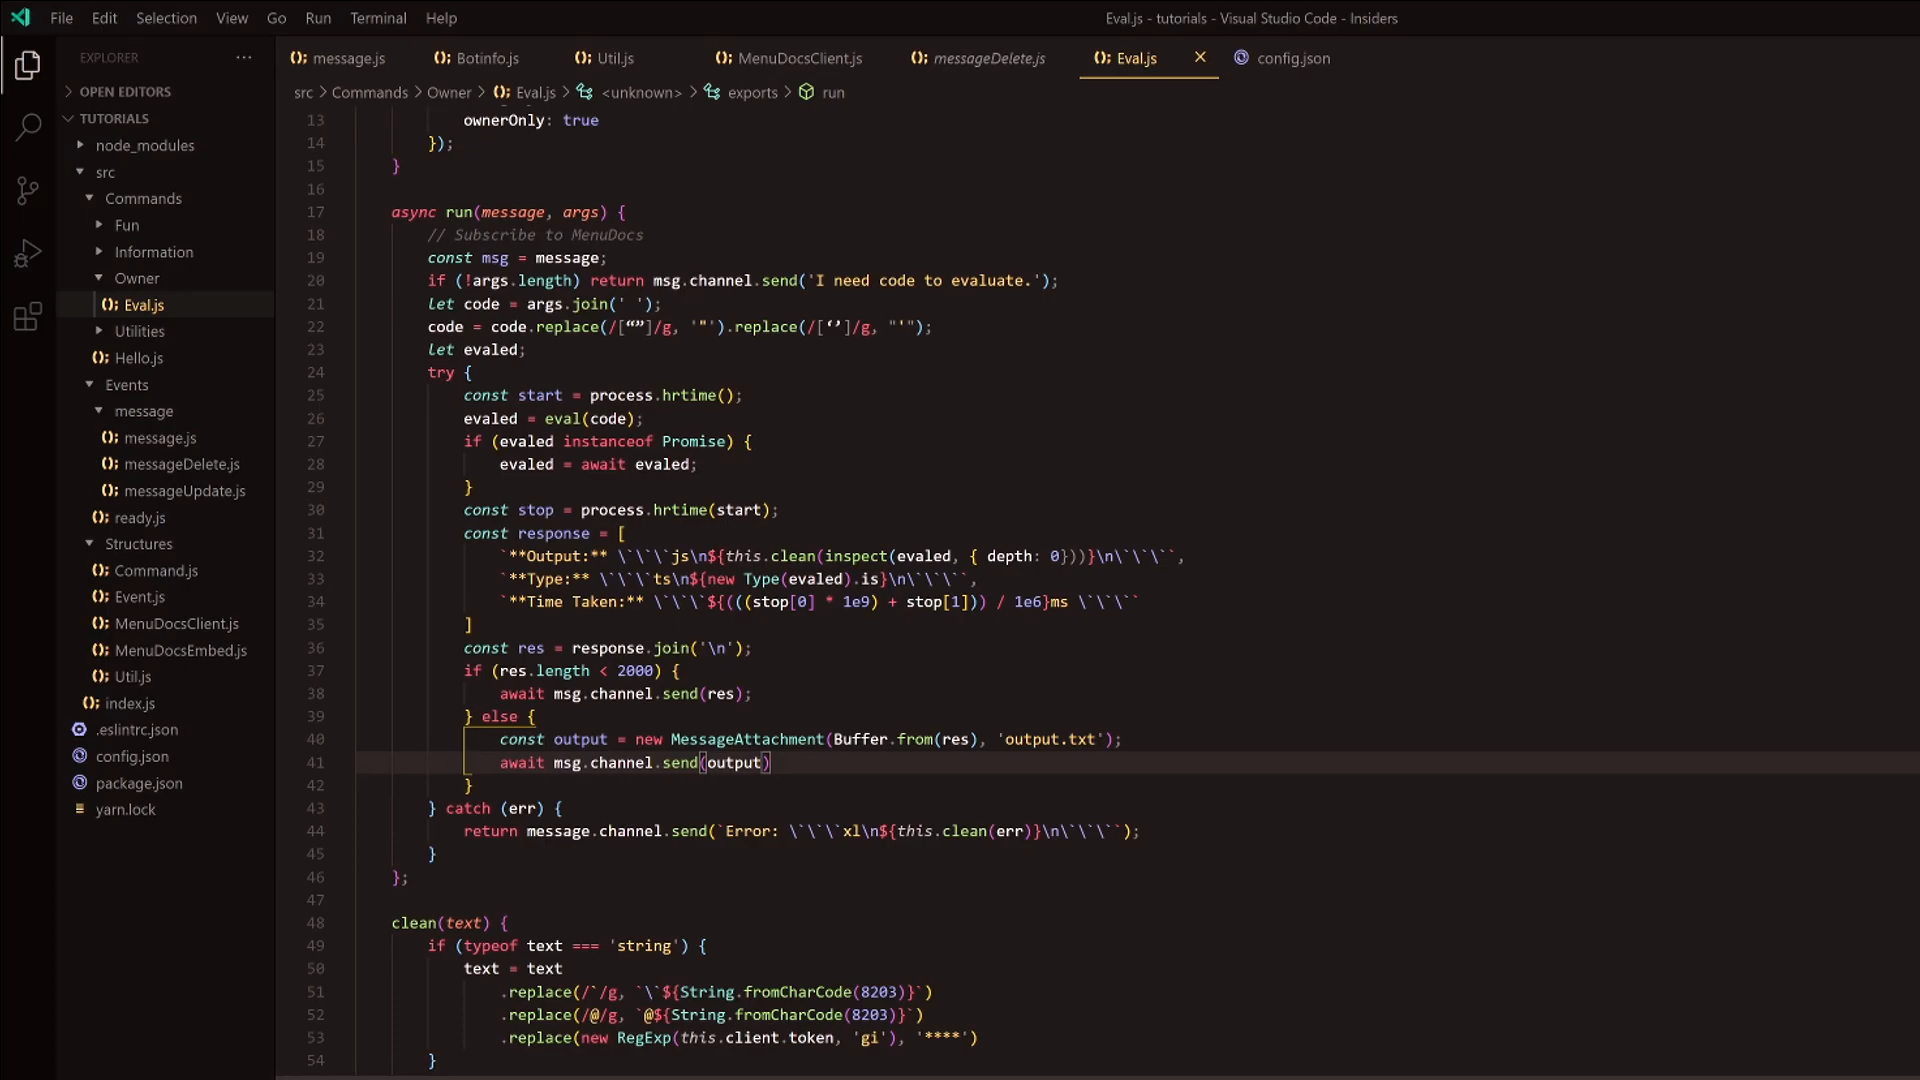 File Edit Selection View Go Run Terminal Help
Eval.js - tutorials - Visual Studio Code - Insiders
EXPLORER ...
OPEN EDITORS
TUTORIALS
node_modules
src
Commands
Fun
Information
Owner
Eval.js
Utilities
Hello.js
Events
message
message.js
messageDelete.js
messageUpdate.js
ready.js
Structures
Command.js
Event.js
MenuDocsClient.js
MenuDocsEmbed.js
Util.js
index.js
.eslintrc.json
config.json
package.json
yarn.lock
message.js Botinfo.js Util.js MenuDocsClient.js messageDelete.js Eval.js config.json
src > Commands > Owner > Eval.js > <unknown> > exports > run
13 ownerOnly: true
14 });
15 }
16
17 async run(message, args) {
18 // Subscribe to MenuDocs
19 const msg = message;
20 if (!args.length) return msg.channel.send('I need code to evaluate.');
21 let code = args.join(' ');
22 code = code.replace(/[“”]/g, '"').replace(/[‘’]/g, "'");
23 let evaled;
24 try {
25 const start = process.hrtime();
26 evaled = eval(code);
27 if (evaled instanceof Promise) {
28 evaled = await evaled;
29 }
30 const stop = process.hrtime(start);
31 const response = [
32 `**Output:** \`\`\`js\n${this.clean(inspect(evaled, { depth: 0}))}\n\`\`\``,
33 `**Type:** \`\`\`ts\n${new Type(evaled).is}\n\`\`\``,
34 `**Time Taken:** \`\`\`${(((stop[0] * 1e9) + stop[1])) / 1e6}ms \`\`\``
35 ]
36 const res = response.join('\n');
37 if (res.length < 2000) {
38 await msg.channel.send(res);
39 } else {
40 const output = new MessageAttachment(Buffer.from(res), 'output.txt');
41 await msg.channel.send(output)
42 }
43 } catch (err) {
44 return message.channel.send(`Error: \`\`\`xl\n${this.clean(err)}\n\`\`\``);
45 }
46 };
47
48 clean(text) {
49 if (typeof text === 'string') {
50 text = text
51 .replace(/`/g, `\`${String.fromCharCode(8203)}`)
52 .replace(/@/g, `@${String.fromCharCode(8203)}`)
53 .replace(new RegExp(this.client.token, 'gi'), '****')
54 }